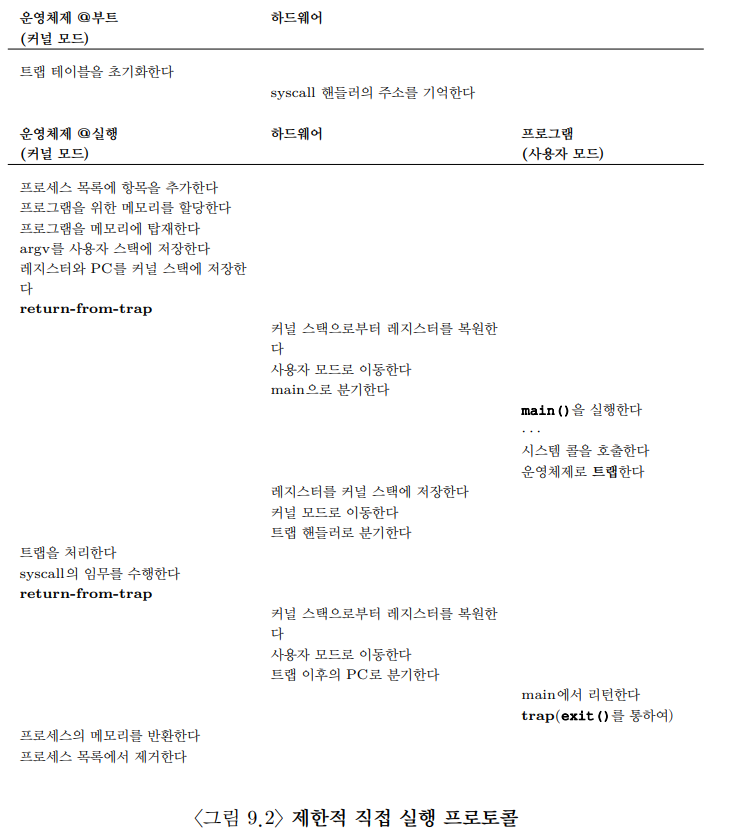 운영체제 @부트 하드웨어
(커널 모드)
트랩 테이블을 초기화한다
syscall 핸들러의 주소를 기억한다
운영체제 @실행 하드웨어 프로그램
(커널 모드) (사용자 모드)
프로세스 목록에 항목을 추가한다
프로그램을 위한 메모리를 할당한다
프로그램을 메모리에 탑재한다
argv를 사용자 스택에 저장한다
레지스터와 PC를 커널 스택에 저장한
다
return-from-trap
커널 스택으로부터 레지스터를 복원한
다
사용자 모드로 이동한다
main으로 분기한다
main()을 실행한다
...
시스템 콜을 호출한다
운영체제로 트랩한다
레지스터를 커널 스택에 저장한다
커널 모드로 이동한다
트랩 핸들러로 분기한다
트랩을 처리한다
syscall의 임무를 수행한다
return-from-trap
커널 스택으로부터 레지스터를 복원한
다
사용자 모드로 이동한다
트랩 이후의 PC로 분기한다
main에서 리턴한다
trap(exit()를 통하여)
프로세스의 메모리를 반환한다
프로세스 목록에서 제거한다
〈그림 9.2〉 제한적 직접 실행 프로토콜